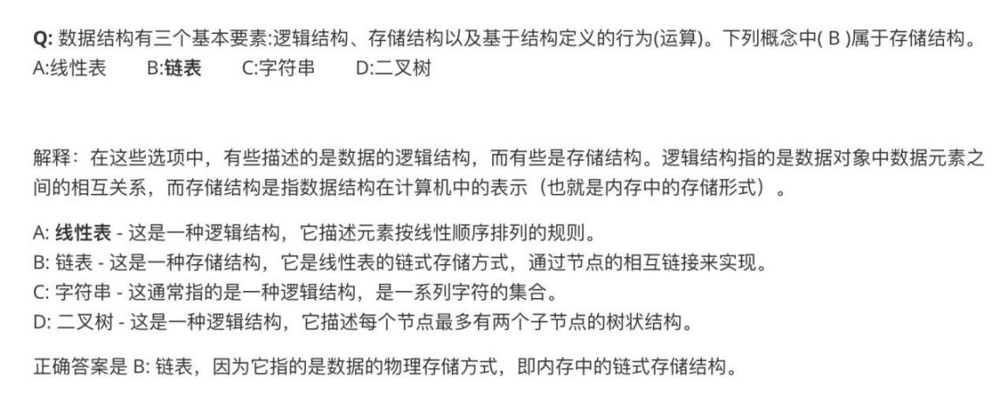 Q: 数据结构有三个基本要素:逻辑结构、存储结构以及基于结构定义的行为(运算)。下列概念中( B )属于存储结构。
A:线性表 B:链表 C:字符串 D:二叉树
解释：在这些选项中，有些描述的是数据的逻辑结构，而有些是存储结构。逻辑结构指的是数据对象中数据元素之
间的相互关系，而存储结构是指数据结构在计算机中的表示（也就是内存中的存储形式）。
A: 线性表 - 这是一种逻辑结构，它描述元素按线性顺序排列的规则。
B: 链表 - 这是一种存储结构，它是线性表的链式存储方式，通过节点的相互链接来实现。
C: 字符串 - 这通常指的是一种逻辑结构，是一系列字符的集合。
D: 二叉树 - 这是一种逻辑结构，它描述每个节点最多有两个子节点的树状结构。
正确答案是 B: 链表，因为它指的是数据的物理存储方式，即内存中的链式存储结构。